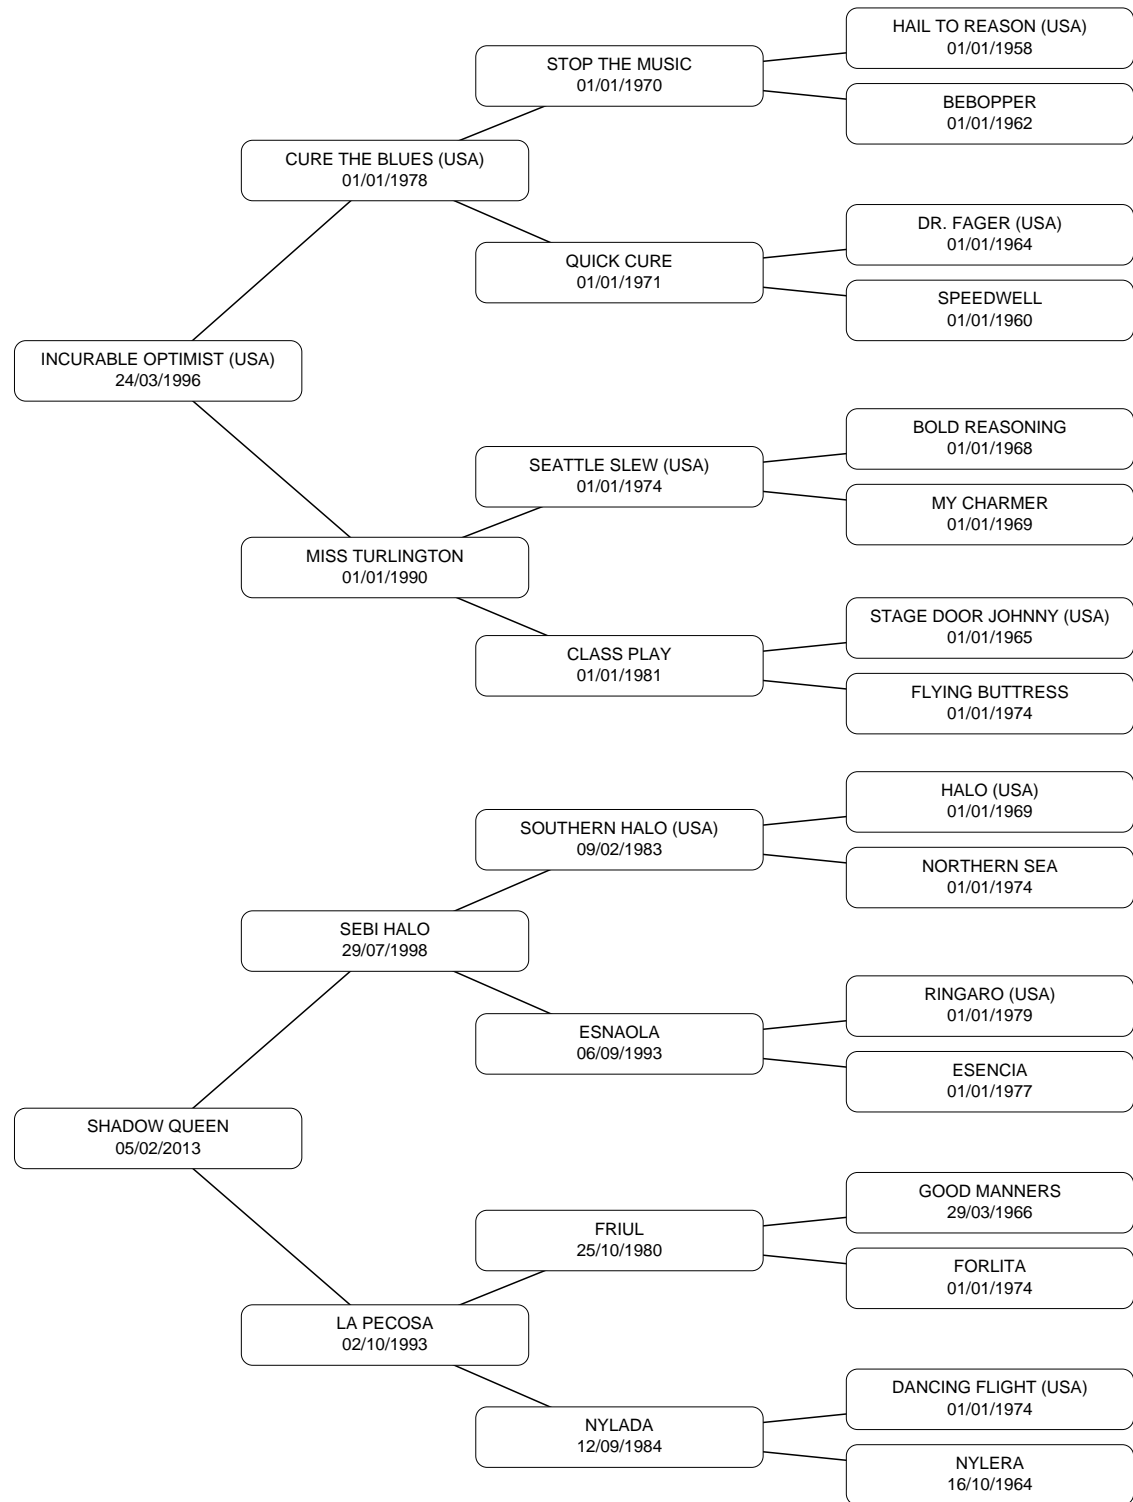 HAIL TO REASON (USA)
01/01/1958
STOP THE MUSIC
01/01/1970
BEBOPPER
01/01/1962
CURE THE BLUES (USA)
01/01/1978
DR. FAGER (USA)
01/01/1964
QUICK CURE
01/01/1971
SPEEDWELL
01/01/1960
INCURABLE OPTIMIST (USA)
24/03/1996
BOLD REASONING
01/01/1968
SEATTLE SLEW (USA)
01/01/1974
MY CHARMER
01/01/1969
MISS TURLINGTON
01/01/1990
STAGE DOOR JOHNNY (USA)
01/01/1965
CLASS PLAY
01/01/1981
FLYING BUTTRESS
01/01/1974
HALO (USA)
01/01/1969
SOUTHERN HALO (USA)
09/02/1983
NORTHERN SEA
01/01/1974
SEBI HALO
29/07/1998
RINGARO (USA)
01/01/1979
ESNAOLA
06/09/1993
ESENCIA
01/01/1977
SHADOW QUEEN
05/02/2013
GOOD MANNERS
29/03/1966
FRIUL
25/10/1980
FORLITA
01/01/1974
LA PECOSA
02/10/1993
DANCING FLIGHT (USA)
01/01/1974
NYLADA
12/09/1984
NYLERA
16/10/1964